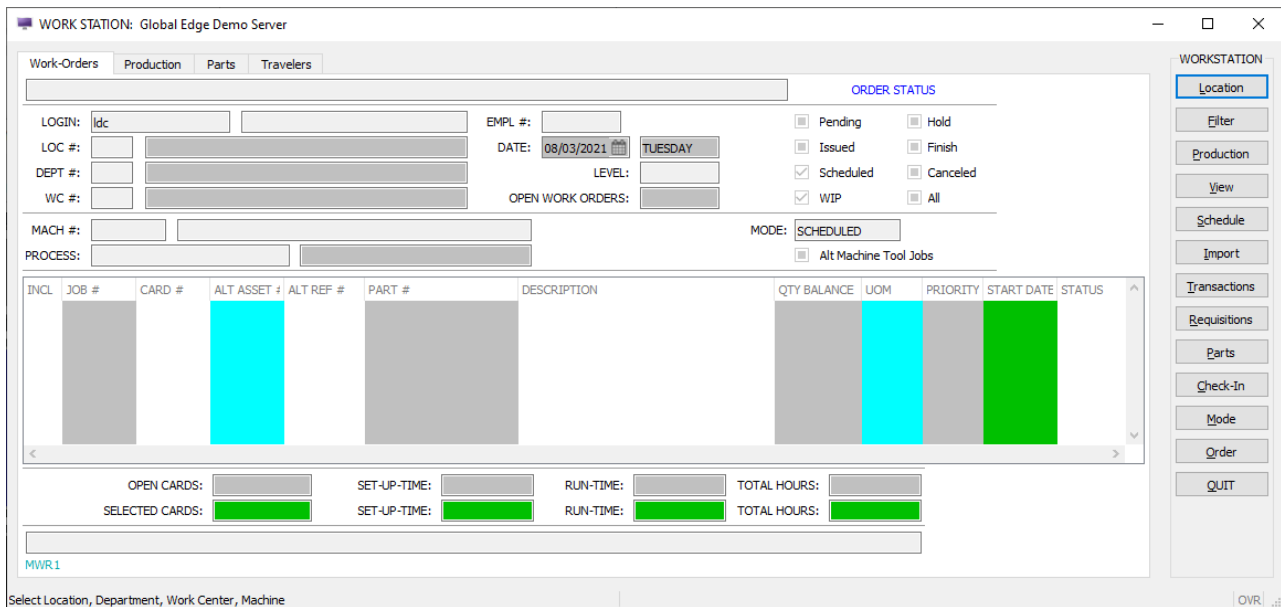 WORK STATION: Global Edge Demo Server
Work-Orders Production Parts Travelers
ORDER STATUS
LOGIN: ldc EMPL #: Pending Hold
LOC #: DATE: 08/03/2021 TUESDAY Issued Finish
DEPT #: LEVEL: Scheduled Canceled
WC #: OPEN WORK ORDERS: WIP All
MACH #: MODE: SCHEDULED
PROCESS: Alt Machine Tool Jobs
INCL JOB # CARD # ALT ASSET # ALT REF # PART # DESCRIPTION QTY BALANCE UOM PRIORITY START DATE STATUS
OPEN CARDS: SET-UP-TIME: RUN-TIME: TOTAL HOURS:
SELECTED CARDS: SET-UP-TIME: RUN-TIME: TOTAL HOURS:
MWR1
WORKSTATION
Location
Filter
Production
View
Schedule
Import
Transactions
Requisitions
Parts
Check-In
Mode
Order
QUIT
Select Location, Department, Work Center, Machine
OVR